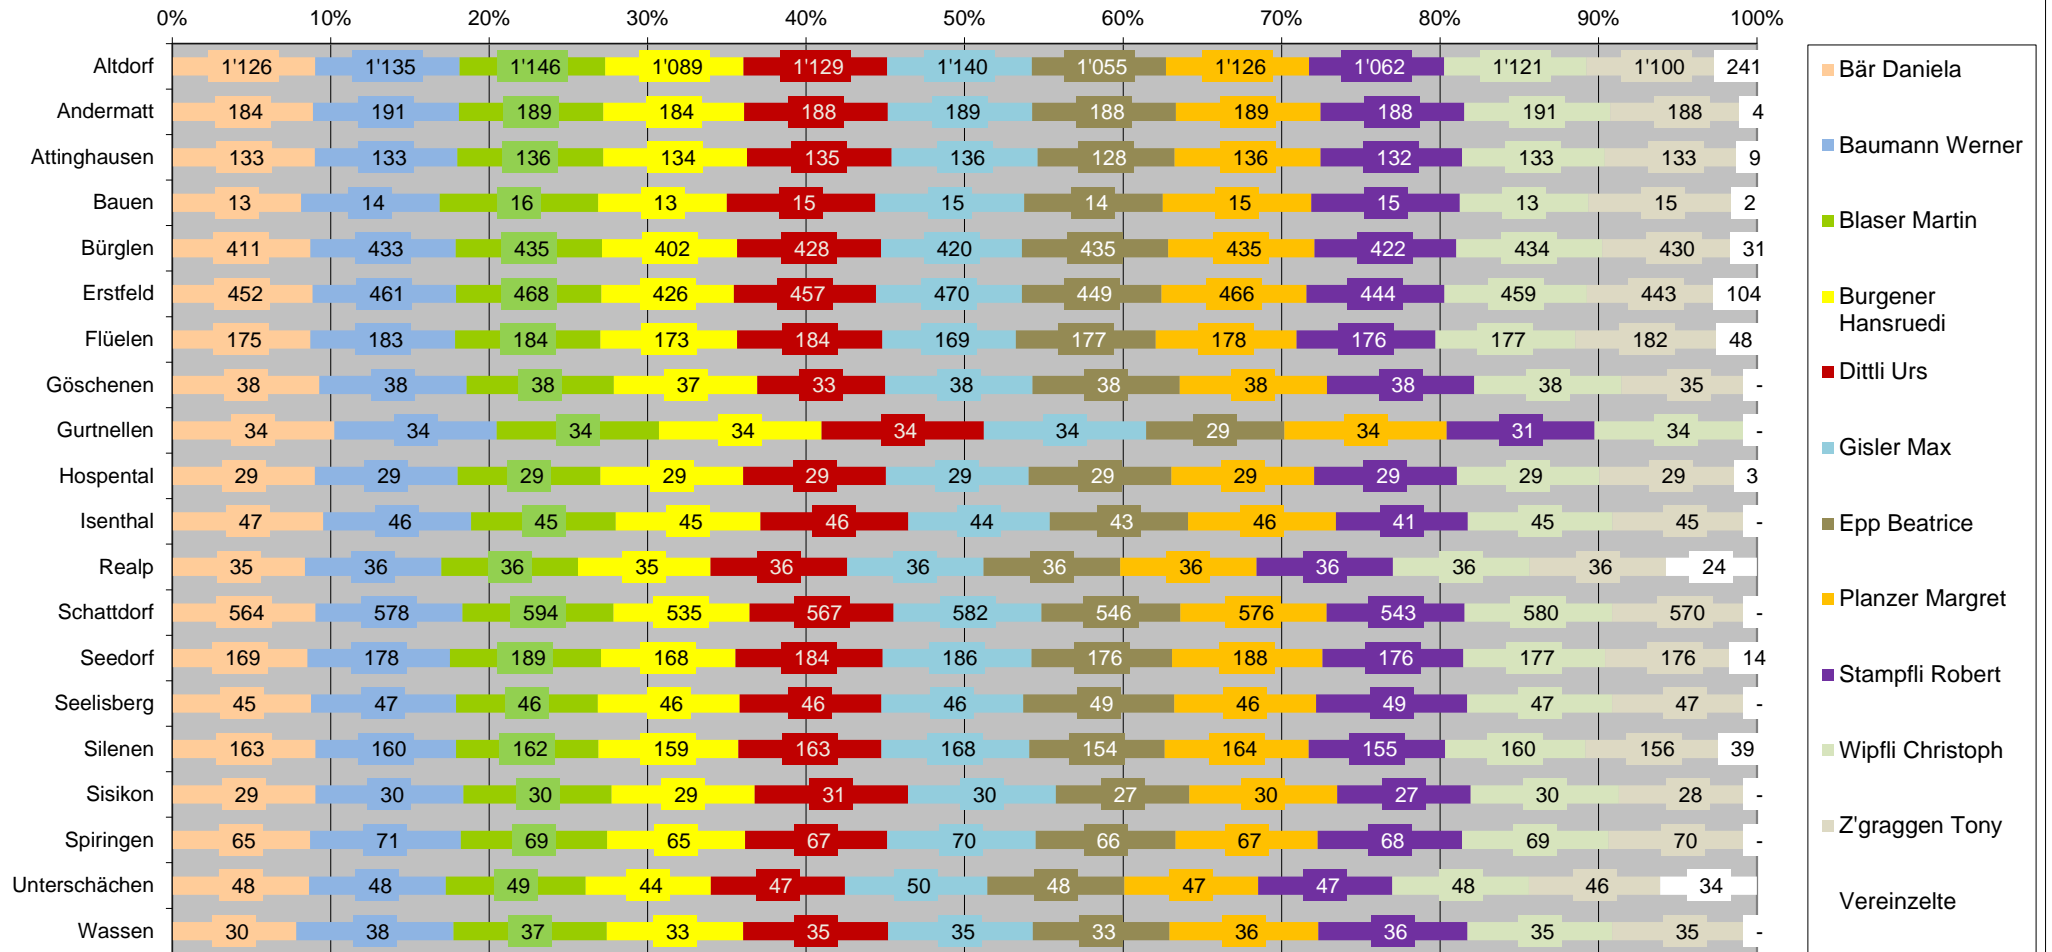 0% 10% 20% 30% 40% 50% 60% 70% 80% 90% 100%
Altdorf 1'126 1'135 1'146 1'089 1'129 1'140 1'055 1'126 1'062 1'121 1'100 241
Andermatt 184 191 189 184 188 189 188 189 188 191 188 4
Attinghausen 133 133 136 134 135 136 128 136 132 133 133 9
Bauen 13 14 16 13 15 15 14 15 15 13 15 2
Bürglen 411 433 435 402 428 420 435 435 422 434 430 31
Erstfeld 452 461 468 426 457 470 449 466 444 459 443 104
Flüelen 175 183 184 173 184 169 177 178 176 177 182 48
Göschenen 38 38 38 37 33 38 38 38 38 38 35 -
Gurtnellen 34 34 34 34 34 34 29 34 31 34 -
Hospental 29 29 29 29 29 29 29 29 29 29 29 3
Isenthal 47 46 45 45 46 44 43 46 41 45 45 -
Realp 35 36 36 35 36 36 36 36 36 36 36 24
Schattdorf 564 578 594 535 567 582 546 576 543 580 570 -
Seedorf 169 178 189 168 184 186 176 188 176 177 176 14
Seelisberg 45 47 46 46 46 46 49 46 49 47 47 -
Silenen 163 160 162 159 163 168 154 164 155 160 156 39
Sisikon 29 30 30 29 31 30 27 30 27 30 28 -
Spiringen 65 71 69 65 67 70 66 67 68 69 70 -
Unterschächen 48 48 49 44 47 50 48 47 47 48 46 34
Wassen 30 38 37 33 35 35 33 36 36 35 35 -
Bär Daniela
Baumann Werner
Blaser Martin
Burgener
Hansruedi
Dittli Urs
Gisler Max
Epp Beatrice
Planzer Margret
Stampfli Robert
Wipfli Christoph
Z'graggen Tony
Vereinzelte